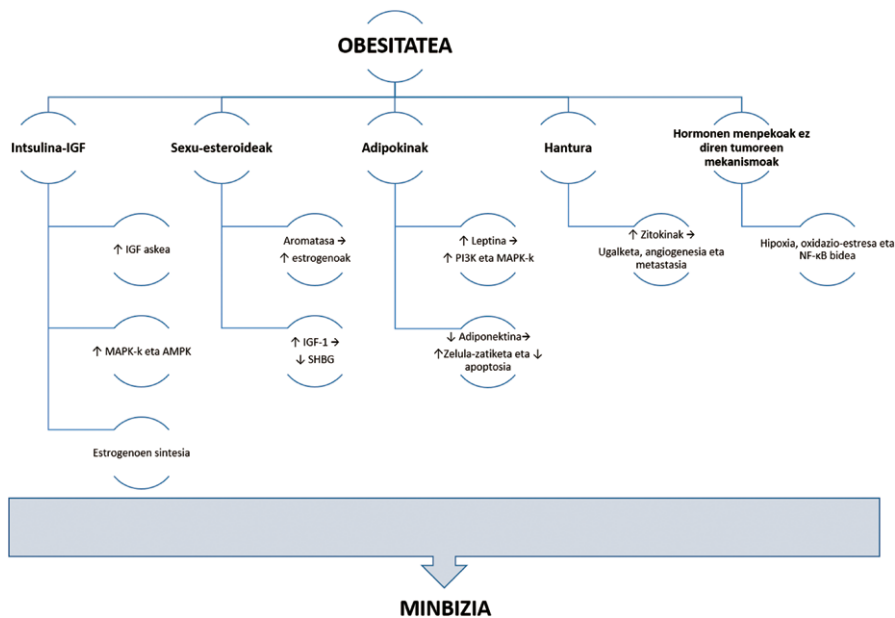 OBESITATEA
Intsulina-IGF
Sexu-esteroideak
Adipokinak
Hantura
Hormonen menpekoak ez
diren tumoreen
mekanismoak
↑ IGF askea
Aromatasa →
↑ estrogenoak
↑ Leptina →
↑ PI3K eta MAPK-k
↑ Zitokinak →
Ugalketa, angiogenesia eta
metastasia
Hipoxia, oxidazio-estresa eta
NF-κB bidea
↑ MAPK-k eta AMPK
↑ IGF-1 →
↓ SHBG
↓ Adiponektina→
↑Zelula-zatiketa eta ↓
apoptosia
Estrogenoen sintesia
MINBIZIA